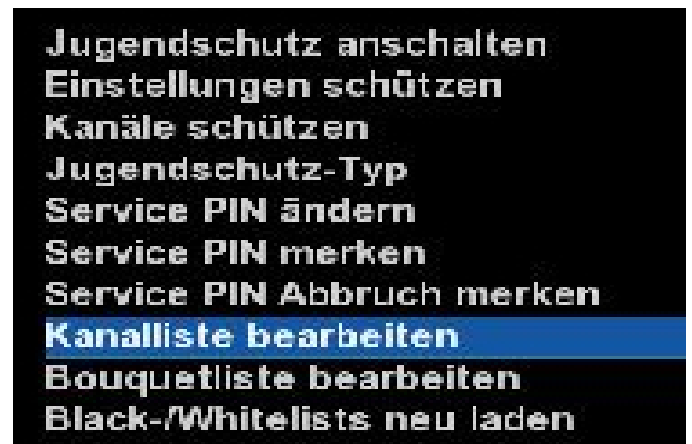 Jugendschutz anschalten
Einstellungen schützen
Kanäle schützen
Jugendschutz-Typ
Service PIN ändern
Service PIN merken
Service PIN Abbruch merken
Kanalliste bearbeiten
Bouquetliste bearbeiten
Black-/Whitelists neu laden